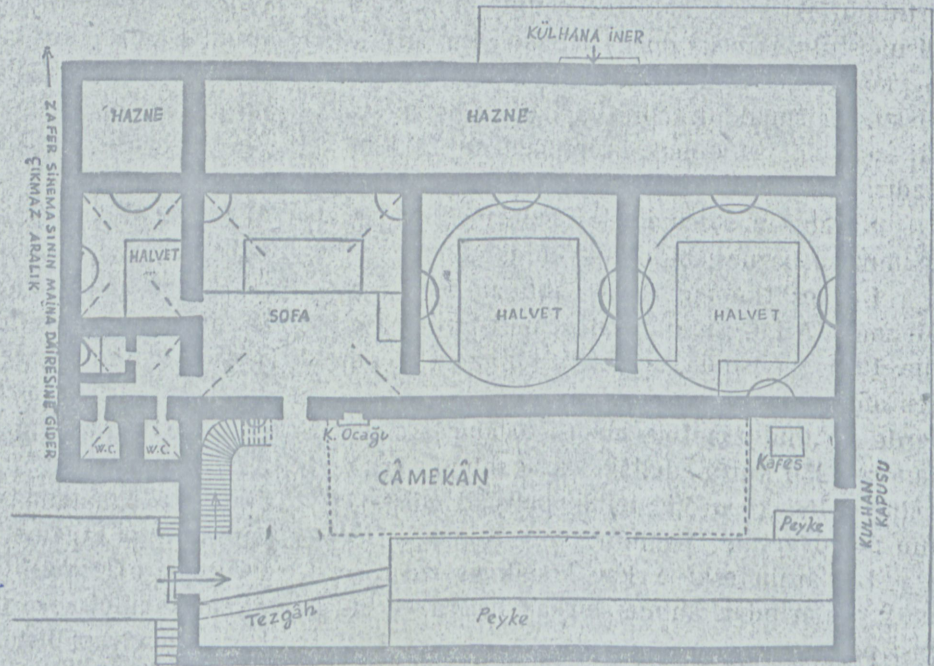 KÜLHANA İNER
HAZNE
HAZNE
ZAFER SİNEMASININ MAİNA DAİRESİNE GİDER
ÇIKMAZ ARALIK
HALVET
SOFA
HALVET
HALVET
W.C.
W.C.
K. Ocağu
CÂMEKÂN
Kafes
Peyke
KULHAN
KAPUSU
Tezgâh
Peyke